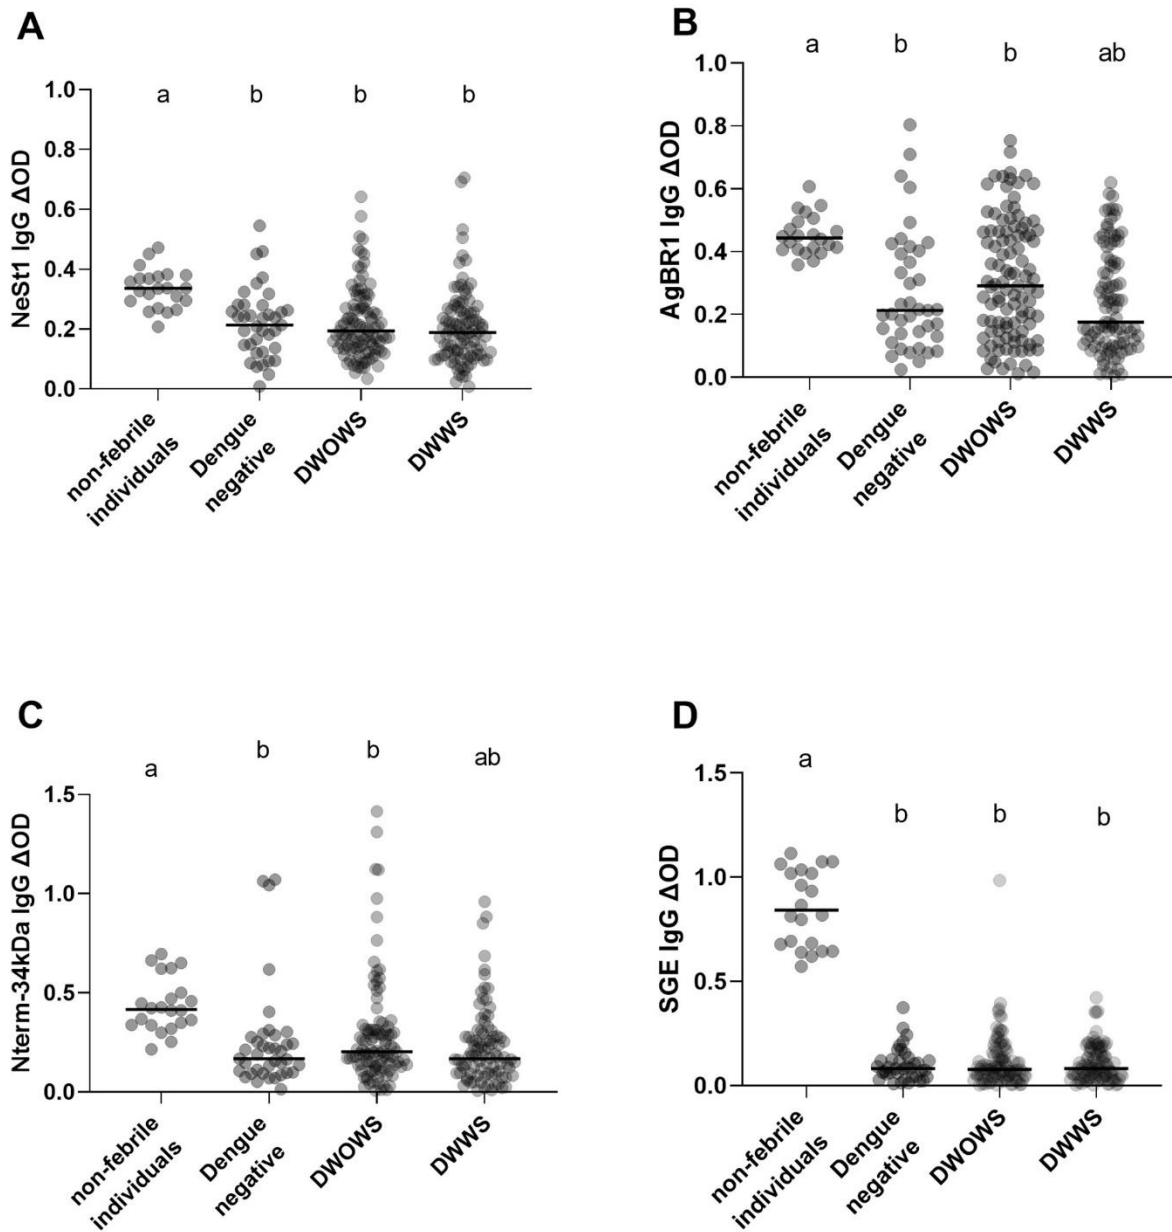 A
NeSt1 IgG ΔOD
1.0
0.8
0.6
0.4
0.2
0.0
a
b
b
b
non-febrile
individuals
Dengue
negative
DWOWS
DWWS
B
AgBR1 IgG ΔOD
1.0
0.8
0.6
0.4
0.2
0.0
a
b
b
ab
non-febrile
individuals
Dengue
negative
DWOWS
DWWS
C
Nterm-34kDa IgG ΔOD
1.5
1.0
0.5
0.0
a
b
b
ab
non-febrile
individuals
Dengue
negative
DWOWS
DWWS
D
SGE IgG ΔOD
1.5
1.0
0.5
0.0
a
b
b
b
non-febrile
individuals
Dengue
negative
DWOWS
DWWS